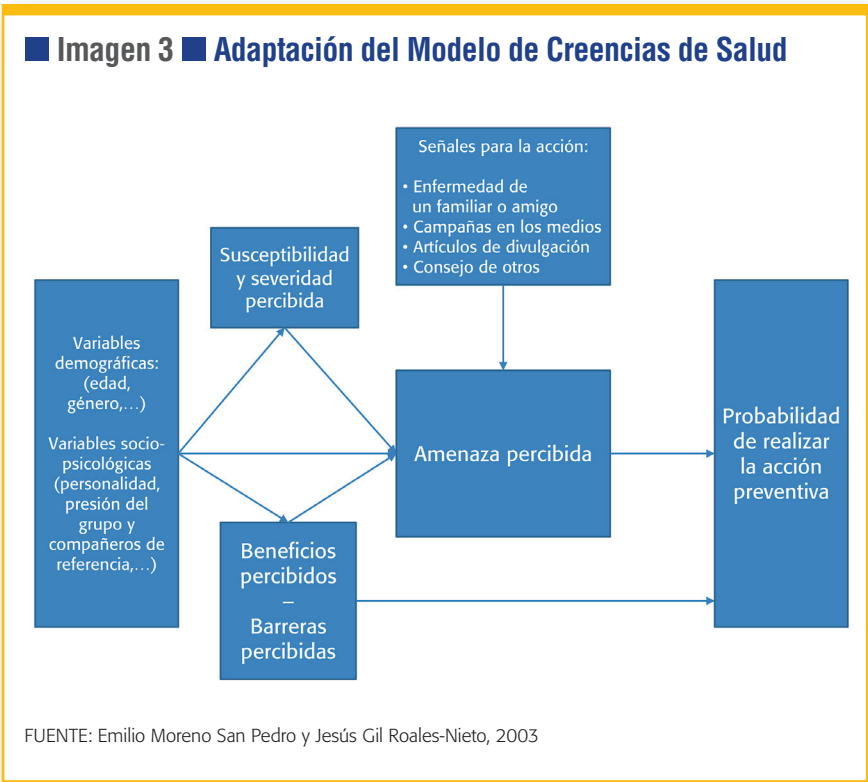 Imagen 3 Adaptación del Modelo de Creencias de Salud
Señales para la acción:
• Enfermedad de
un familiar o amigo
• Campañas en los medios
• Artículos de divulgación
• Consejo de otros
Susceptibilidad
y severidad
percibida
Variables
demográficas:
(edad,
género,...)
Variables socio-
psicológicas
(personalidad,
presión del
grupo y
compañeros de
referencia,...)
Amenaza percibida
Probabilidad
de realizar
la acción
preventiva
Beneficios
percibidos
–
Barreras
percibidas
FUENTE: Emilio Moreno San Pedro y Jesús Gil Roales-Nieto, 2003